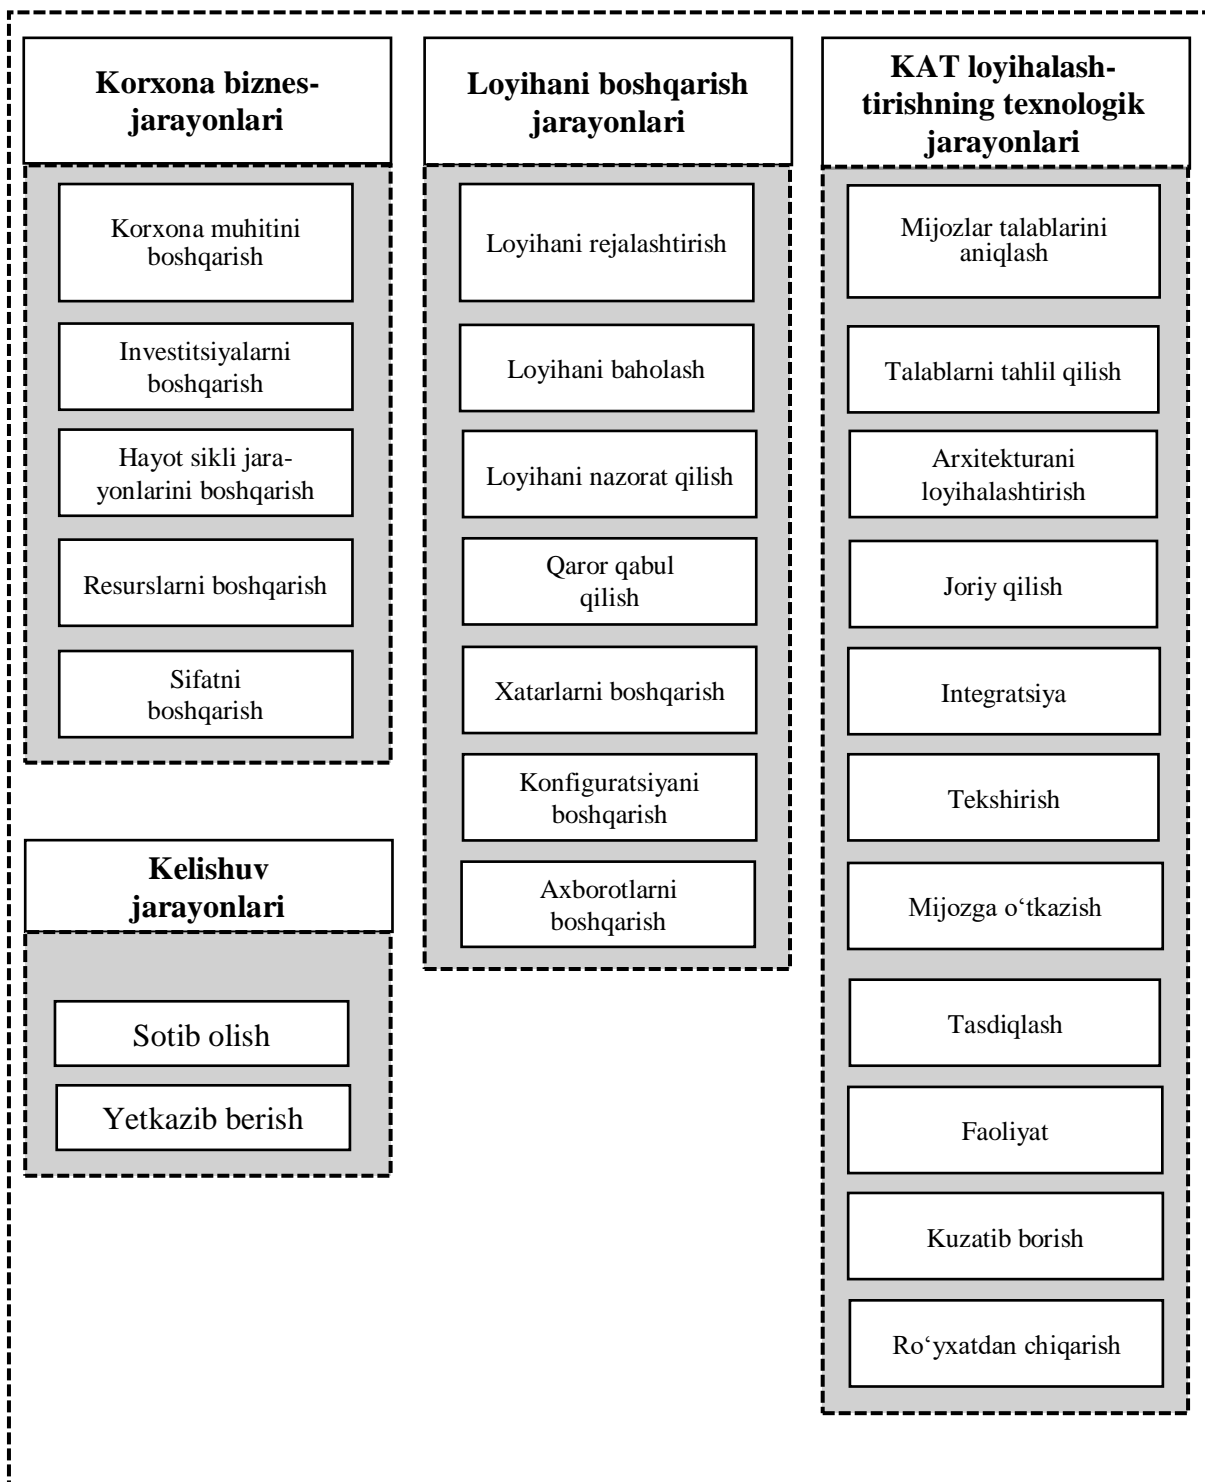 Korxona biznes-
jarayonlari
Korxona muhitini
boshqarish
Investitsiyalarni
boshqarish
Hayot sikli jara-
yonlarini boshqarish
Resurslarni boshqarish
Sifatni
boshqarish
Kelishuv
jarayonlari
Sotib olish
Yetkazib berish
Loyihani boshqarish
jarayonlari
Loyihani rejalashtirish
Loyihani baholash
Loyihani nazorat qilish
Qaror qabul
qilish
Xatarlarni boshqarish
Konfiguratsiyani
boshqarish
Axborotlarni
boshqarish
KAT loyihalash-
tirishning texnologik
jarayonlari
Mijozlar talablarini
aniqlash
Talablarni tahlil qilish
Arxitekturani
loyihalashtirish
Joriy qilish
Integratsiya
Tekshirish
Mijozga o‘tkazish
Tasdiqlash
Faoliyat
Kuzatib borish
Ro‘yxatdan chiqarish